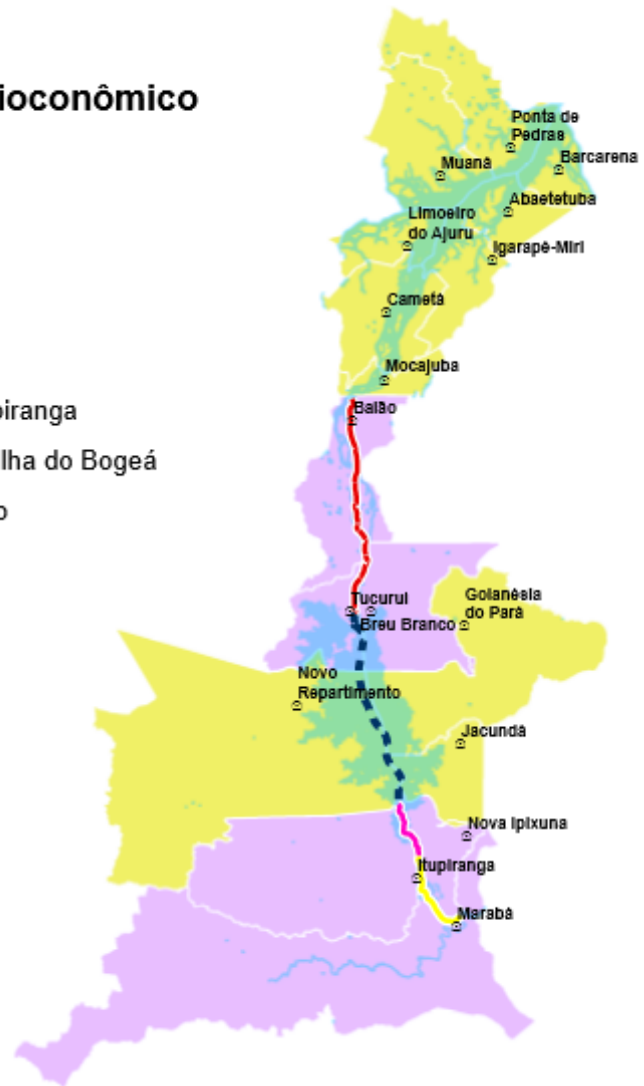 ioconômico
Ponta de
Pedras
Muaná
Barcarena
Abaetetuba
Limoeiro
do Ajuru
Igarapé-Miri
Cametá
Mocajuba
piranga
Baião
Ilha do Bogeá
o
Tucuruí
Goianésia
do Pará
Breu Branco
Novo
Repartimento
Jacundá
Nova Ipixuna
Itupiranga
Marabá